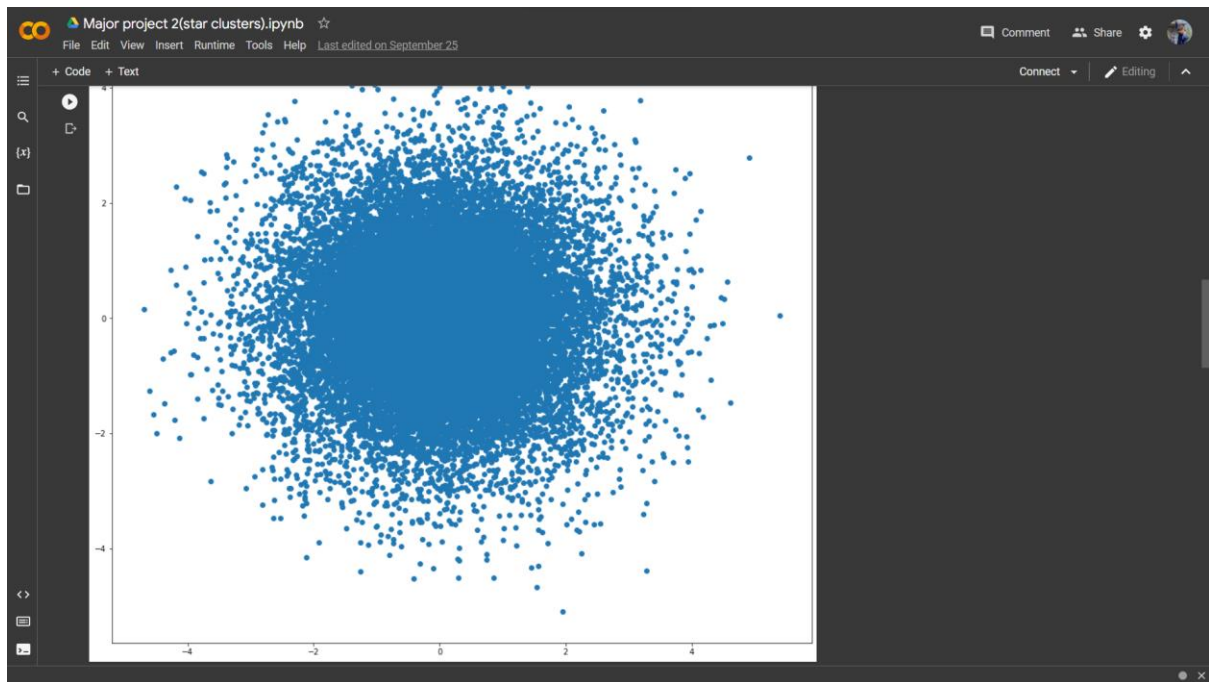 Major project 2(star clusters).ipynb
File Edit View Insert Runtime Tools Help Last edited on September 25
Comment Share
+ Code + Text
Connect Editing
{x}
4
2
0
−2
−4
−4 −2 0 2 4